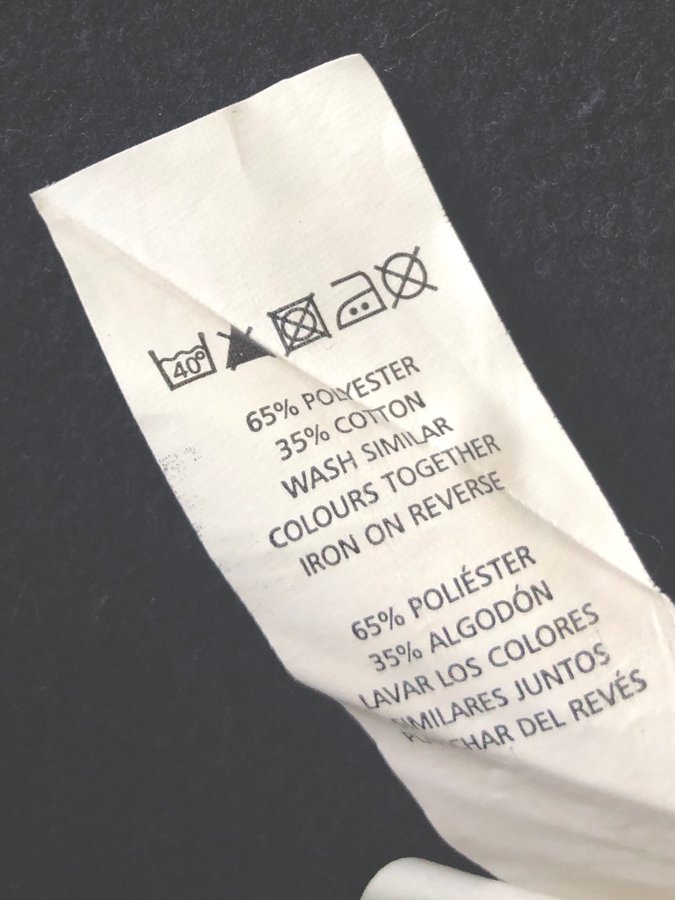 40°
65% POLYESTER
35% COTTON
WASH SIMILAR
COLOURS TOGETHER
IRON ON REVERSE
65% POLIÉSTER
35% ALGODÓN
LAVAR LOS COLORES
SIMILARES JUNTOS
PLANCHAR DEL REVÉS